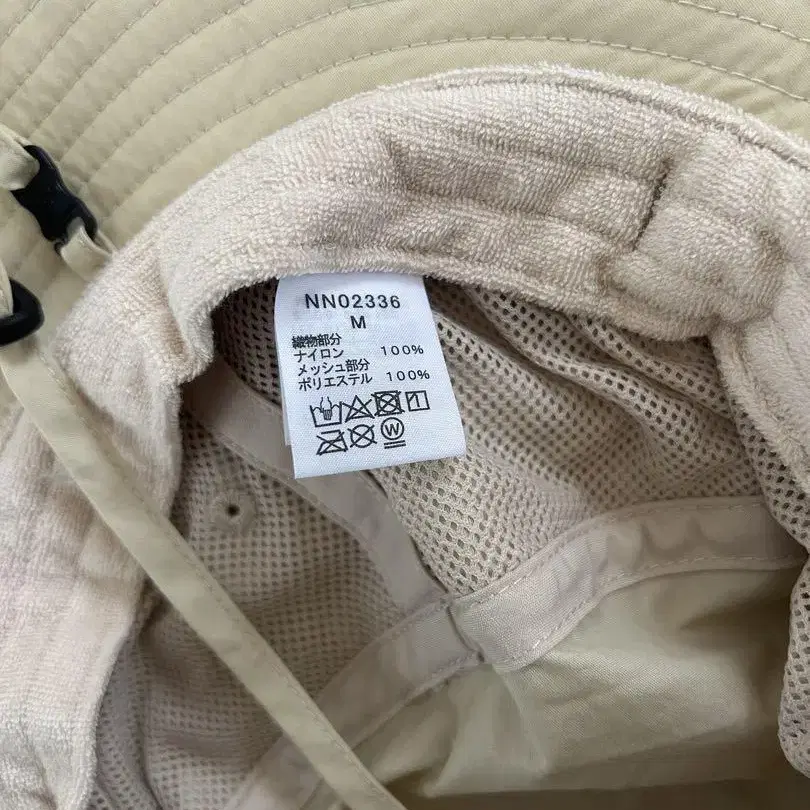 NN02336
M
織物部分
ナイロン 100%
メッシュ部分
ポリエステル 100%
W